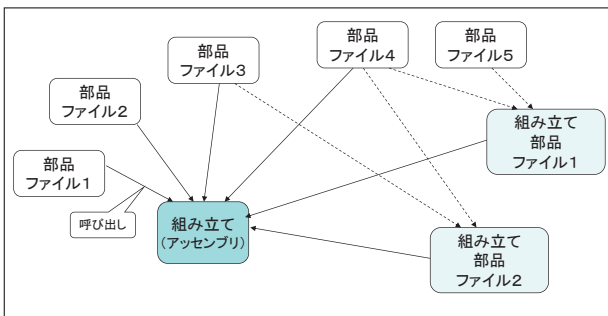 部品
ファイル1
部品
ファイル2
部品
ファイル3
部品
ファイル4
部品
ファイル5
組み立て
部品
ファイル1
組み立て
部品
ファイル2
組み立て
(アッセンブリ)
呼び出し